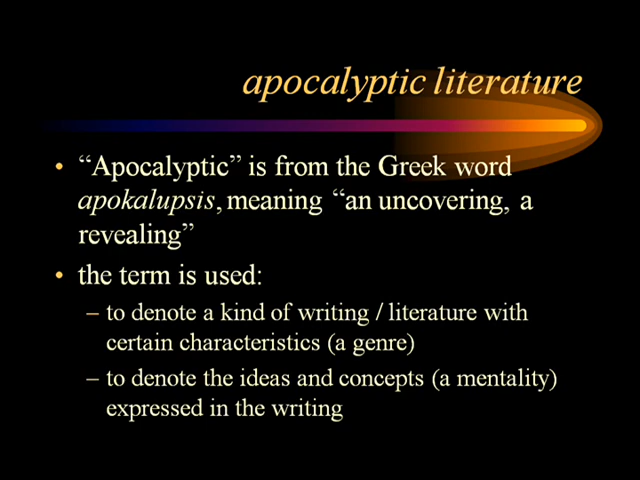 apocalyptic literature
• “Apocalyptic” is from the Greek word
apokalupsis, meaning “an uncovering, a
revealing”
• the term is used:
– to denote a kind of writing / literature with
certain characteristics (a genre)
– to denote the ideas and concepts (a mentality)
expressed in the writing